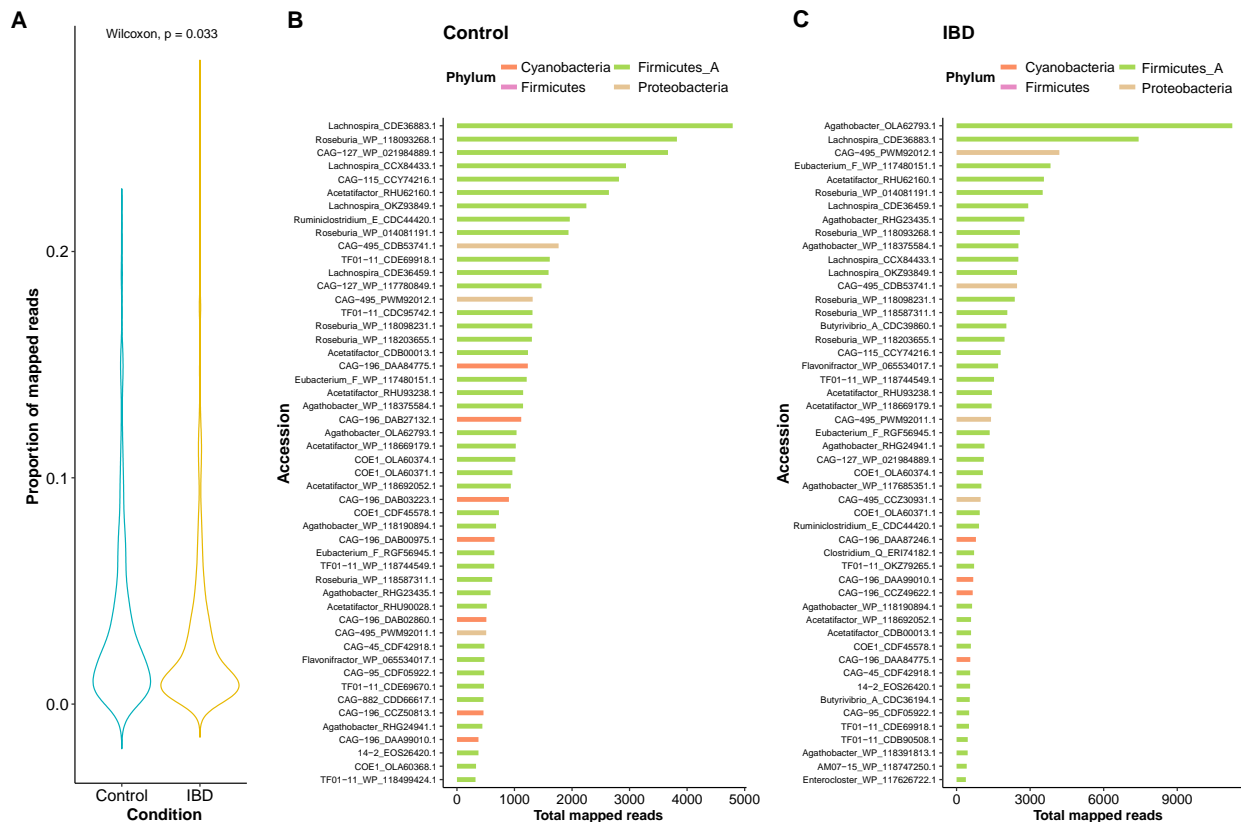 A
Wilcoxon, p = 0.033
0.2
0.1
0.0
Proportion of mapped reads
Control IBD
Condition
B
Control
Phylum
Cyanobacteria Firmicutes_A
Firmicutes Proteobacteria
Accession
Lachnospira_CDE36883.1
Roseburia_WP_118093268.1
CAG−127_WP_021984889.1
Lachnospira_CCX84433.1
CAG−115_CCY74216.1
Acetatifactor_RHU62160.1
Lachnospira_OKZ93849.1
Ruminiclostridium_E_CDC44420.1
Roseburia_WP_014081191.1
CAG−495_CDB53741.1
TF01−11_CDE69918.1
Lachnospira_CDE36459.1
CAG−127_WP_117780849.1
CAG−495_PWM92012.1
TF01−11_CDC95742.1
Roseburia_WP_118098231.1
Roseburia_WP_118203655.1
Acetatifactor_CDB00013.1
CAG−196_DAA84775.1
Eubacterium_F_WP_117480151.1
Acetatifactor_RHU93238.1
Agathobacter_WP_118375584.1
CAG−196_DAB27132.1
Agathobacter_OLA62793.1
Acetatifactor_WP_118669179.1
COE1_OLA60374.1
COE1_OLA60371.1
Acetatifactor_WP_118692052.1
CAG−196_DAB03223.1
COE1_CDF45578.1
Agathobacter_WP_118190894.1
CAG−196_DAB00975.1
Eubacterium_F_RGF56945.1
TF01−11_WP_118744549.1
Roseburia_WP_118587311.1
Agathobacter_RHG23435.1
Acetatifactor_RHU90028.1
CAG−196_DAB02860.1
CAG−495_PWM92011.1
CAG−45_CDF42918.1
Flavonifractor_WP_065534017.1
CAG−95_CDF05922.1
TF01−11_CDE69670.1
CAG−882_CDD66617.1
CAG−196_CCZ50813.1
Agathobacter_RHG24941.1
CAG−196_DAA99010.1
14−2_EOS26420.1
COE1_OLA60368.1
TF01−11_WP_118499424.1
0 1000 2000 3000 4000 5000
Total mapped reads
C
IBD
Phylum
Cyanobacteria Firmicutes_A
Firmicutes Proteobacteria
Accession
Agathobacter_OLA62793.1
Lachnospira_CDE36883.1
CAG−495_PWM92012.1
Eubacterium_F_WP_117480151.1
Acetatifactor_RHU62160.1
Roseburia_WP_014081191.1
Lachnospira_CDE36459.1
Agathobacter_RHG23435.1
Roseburia_WP_118093268.1
Agathobacter_WP_118375584.1
Lachnospira_CCX84433.1
Lachnospira_OKZ93849.1
CAG−495_CDB53741.1
Roseburia_WP_118098231.1
Roseburia_WP_118587311.1
Butyrivibrio_A_CDC39860.1
Roseburia_WP_118203655.1
CAG−115_CCY74216.1
Flavonifractor_WP_065534017.1
TF01−11_WP_118744549.1
Acetatifactor_RHU93238.1
Acetatifactor_WP_118669179.1
CAG−495_PWM92011.1
Eubacterium_F_RGF56945.1
Agathobacter_RHG24941.1
CAG−127_WP_021984889.1
COE1_OLA60374.1
Agathobacter_WP_117685351.1
CAG−495_CCZ30931.1
COE1_OLA60371.1
Ruminiclostridium_E_CDC44420.1
CAG−196_DAA87246.1
Clostridium_Q_ERI74182.1
TF01−11_OKZ79265.1
CAG−196_DAA99010.1
CAG−196_CCZ49622.1
Agathobacter_WP_118190894.1
Acetatifactor_WP_118692052.1
Acetatifactor_CDB00013.1
COE1_CDF45578.1
CAG−196_DAA84775.1
CAG−45_CDF42918.1
14−2_EOS26420.1
Butyrivibrio_A_CDC36194.1
CAG−95_CDF05922.1
TF01−11_CDE69918.1
TF01−11_CDB90508.1
Agathobacter_WP_118391813.1
AM07−15_WP_118747250.1
Enterocloster_WP_117626722.1
0 3000 6000 9000
Total mapped reads